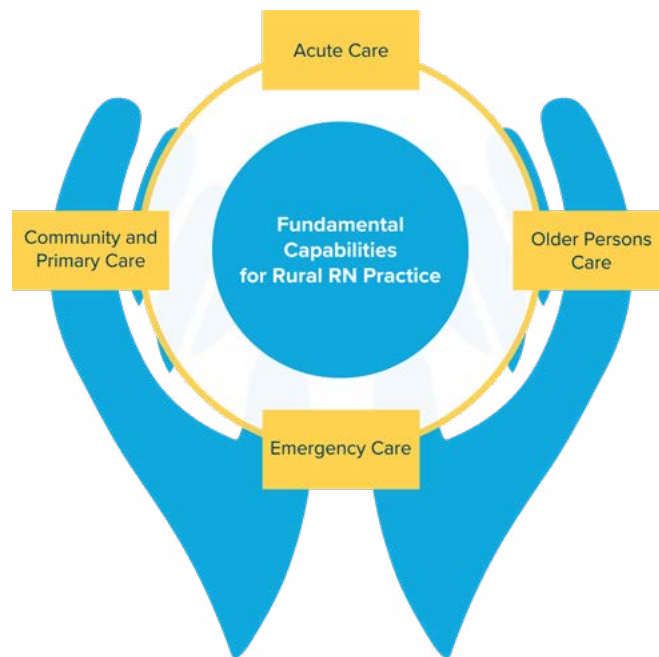 Acute Care
Fundamental
Capabilities
for Rural RN Practice
Community and
Primary Care
Older Persons
Care
Emergency Care